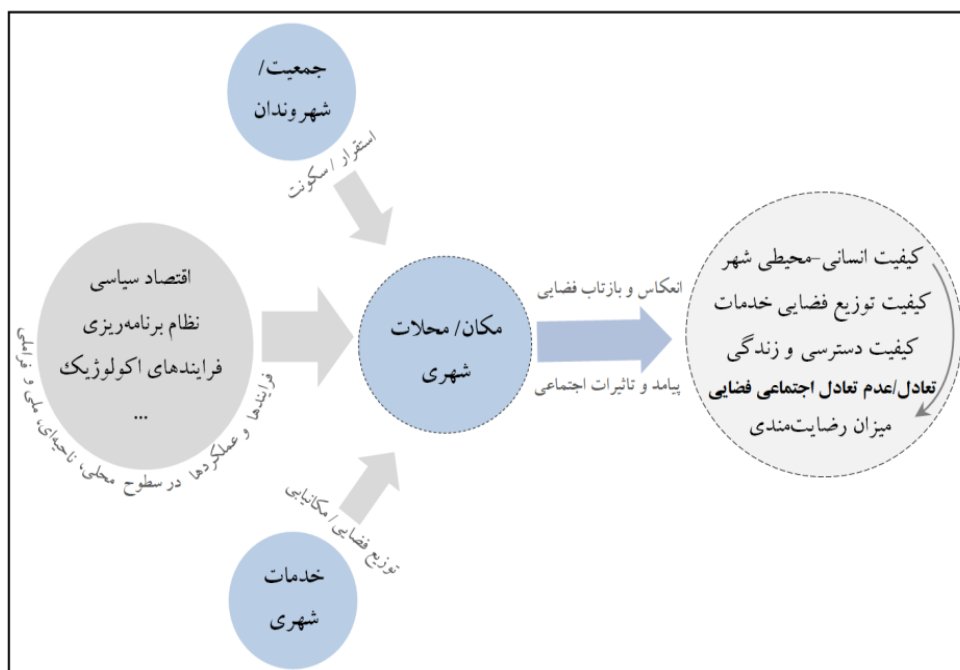 جمعیت/
شهروندان
استقرار / سکونت
اقتصاد سیاسی
نظام برنامه‌ریزی
فرایندهای اکولوژیک
...
فرایندها و عملکردها در سطوح محلی، ناحیه‌ای، ملی و فراملی
مکان/ محلات
شهری
انعکاس و بازتاب فضایی
پیامد و تاثیرات اجتماعی
کیفیت انسانی-محیطی شهر
کیفیت توزیع فضایی خدمات
کیفیت دسترسی و زندگی
تعادل/عدم تعادل اجتماعی فضایی
میزان رضایت‌مندی
توزیع فضایی/ مکانیابی
خدمات
شهری